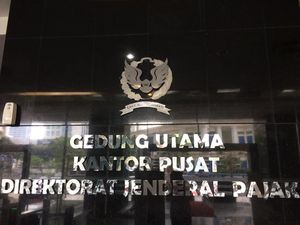 GEDUNG UTAMA
KANTOR PUSAT
DIREKTORAT JENDERAL PAJAK